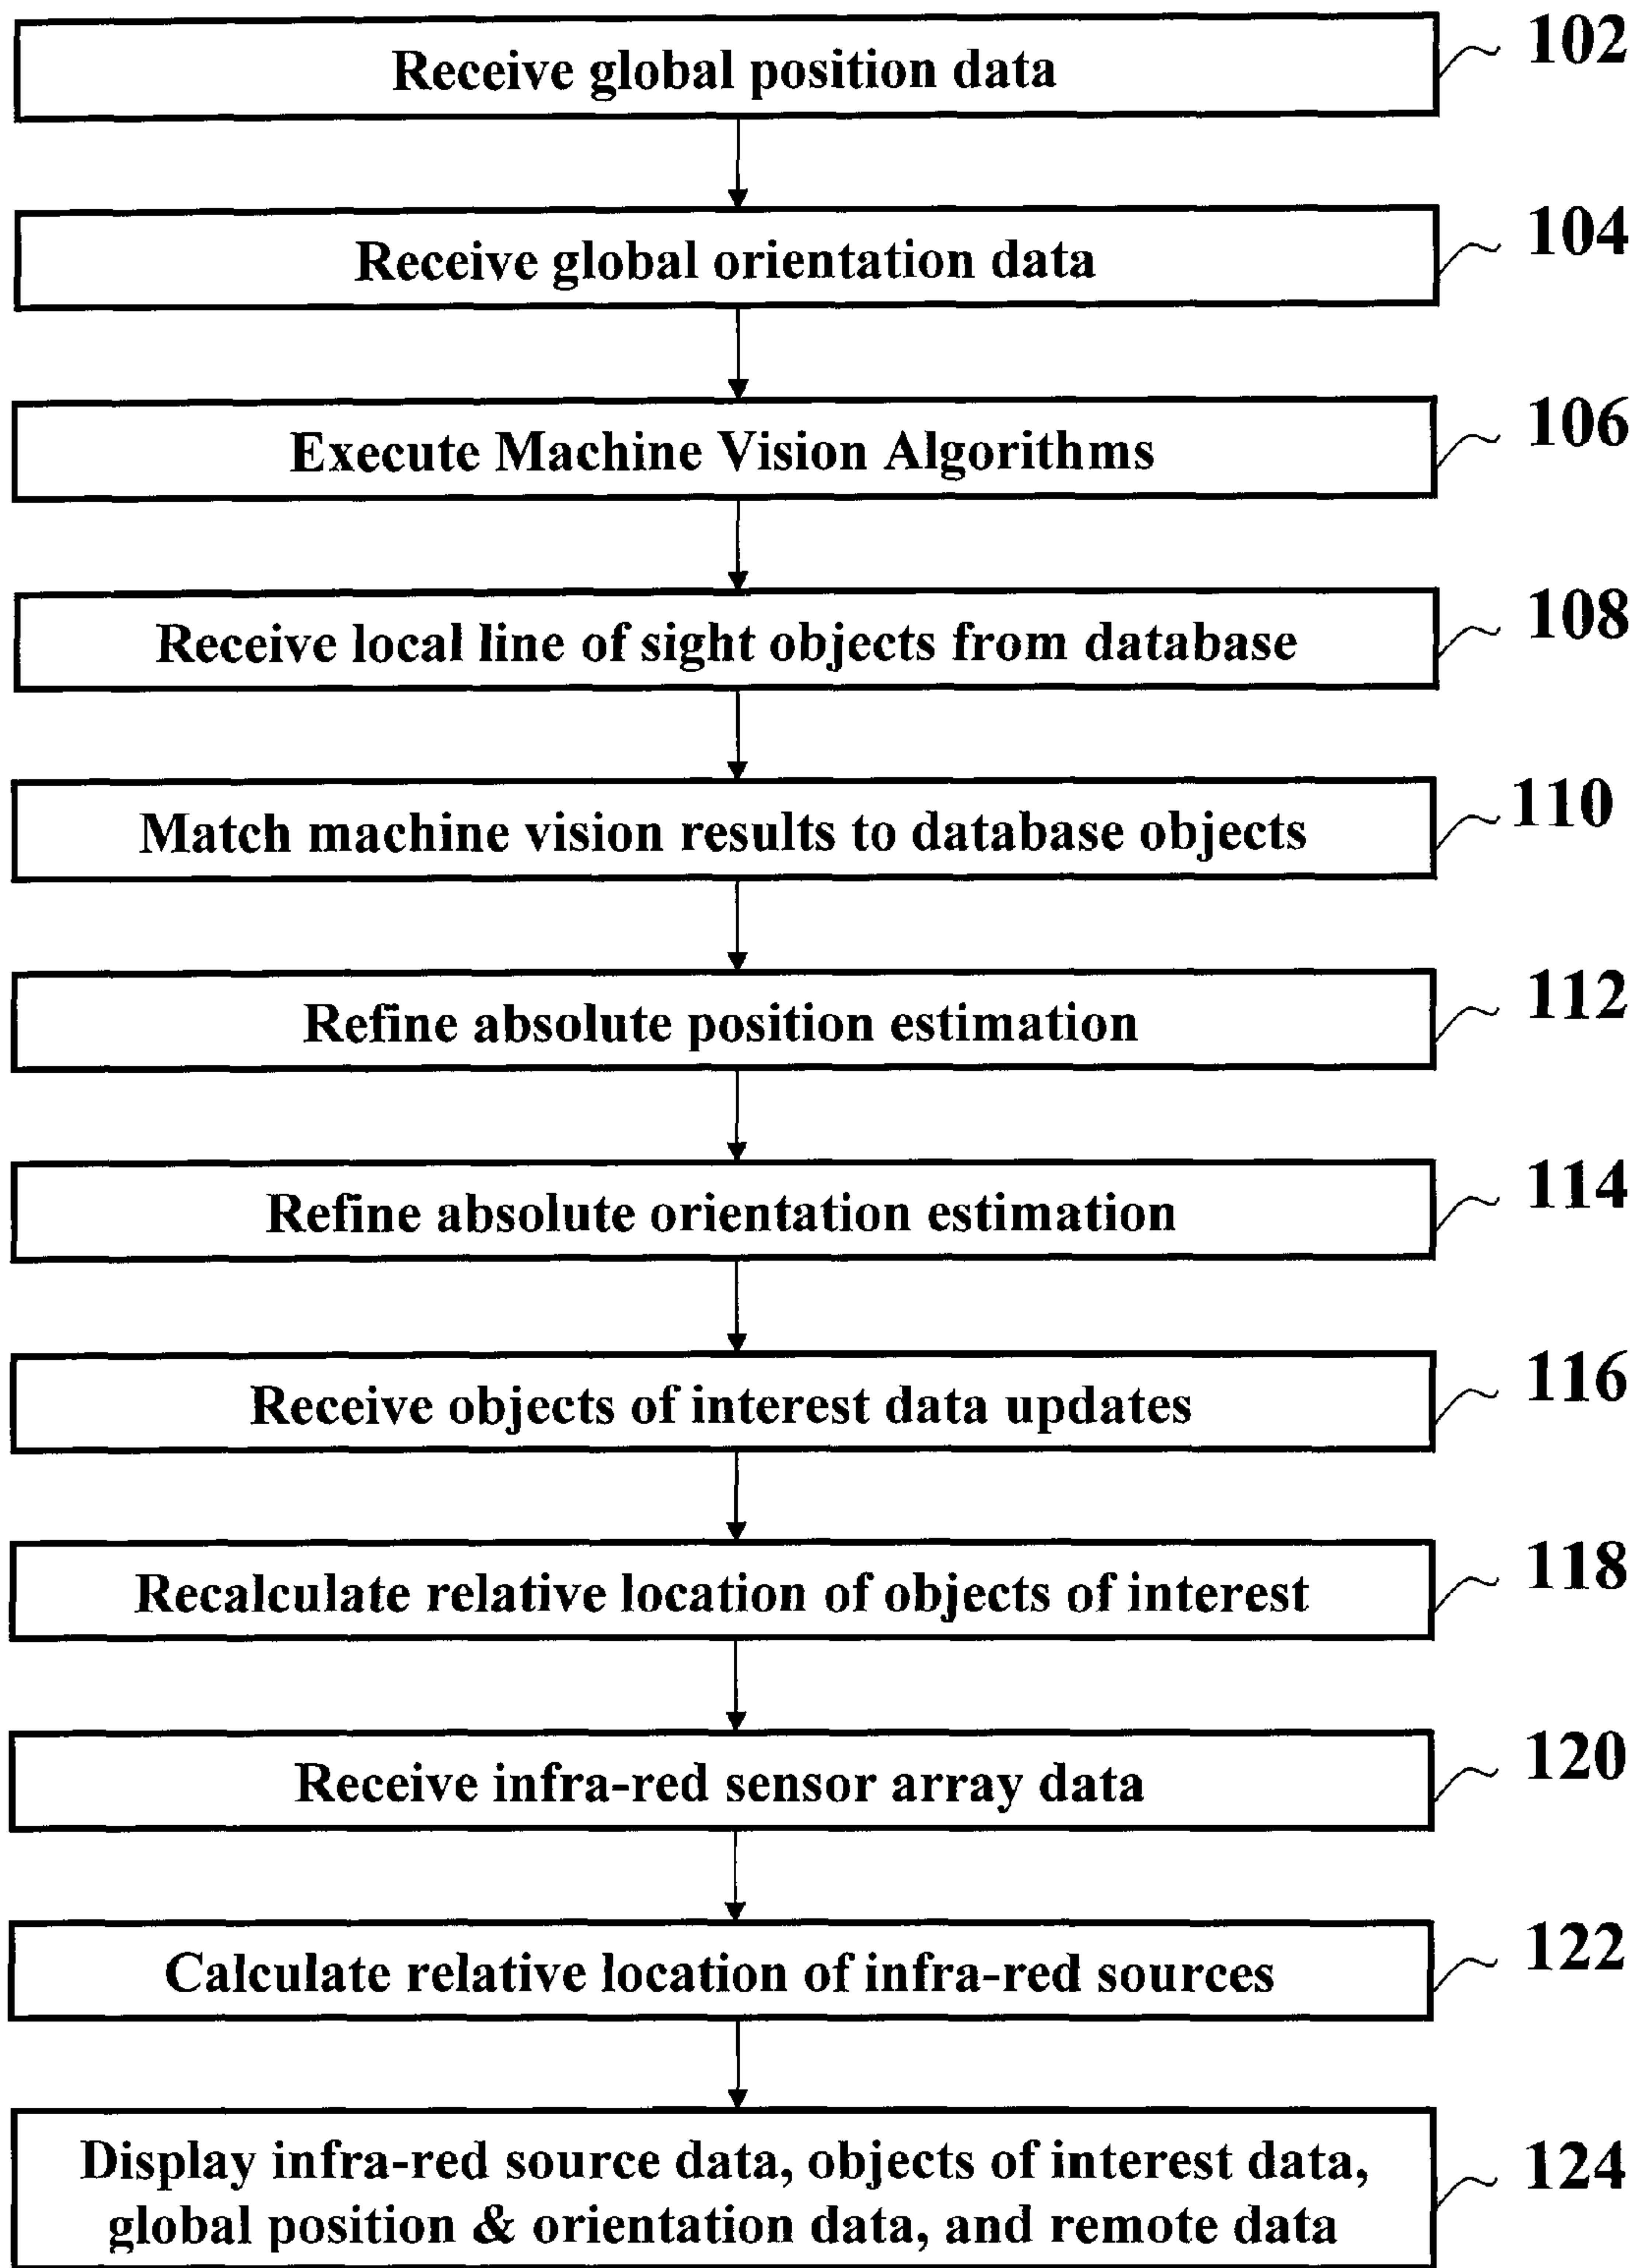 Receive global position data 102
Receive global orientation data 104
Execute Machine Vision Algorithms 106
Receive local line of sight objects from database 108
Match machine vision results to database objects 110
Refine absolute position estimation 112
Refine absolute orientation estimation 114
Receive objects of interest data updates 116
Recalculate relative location of objects of interest 118
Receive infra-red sensor array data 120
Calculate relative location of infra-red sources 122
Display infra-red source data, objects of interest data, 124
global position & orientation data, and remote data